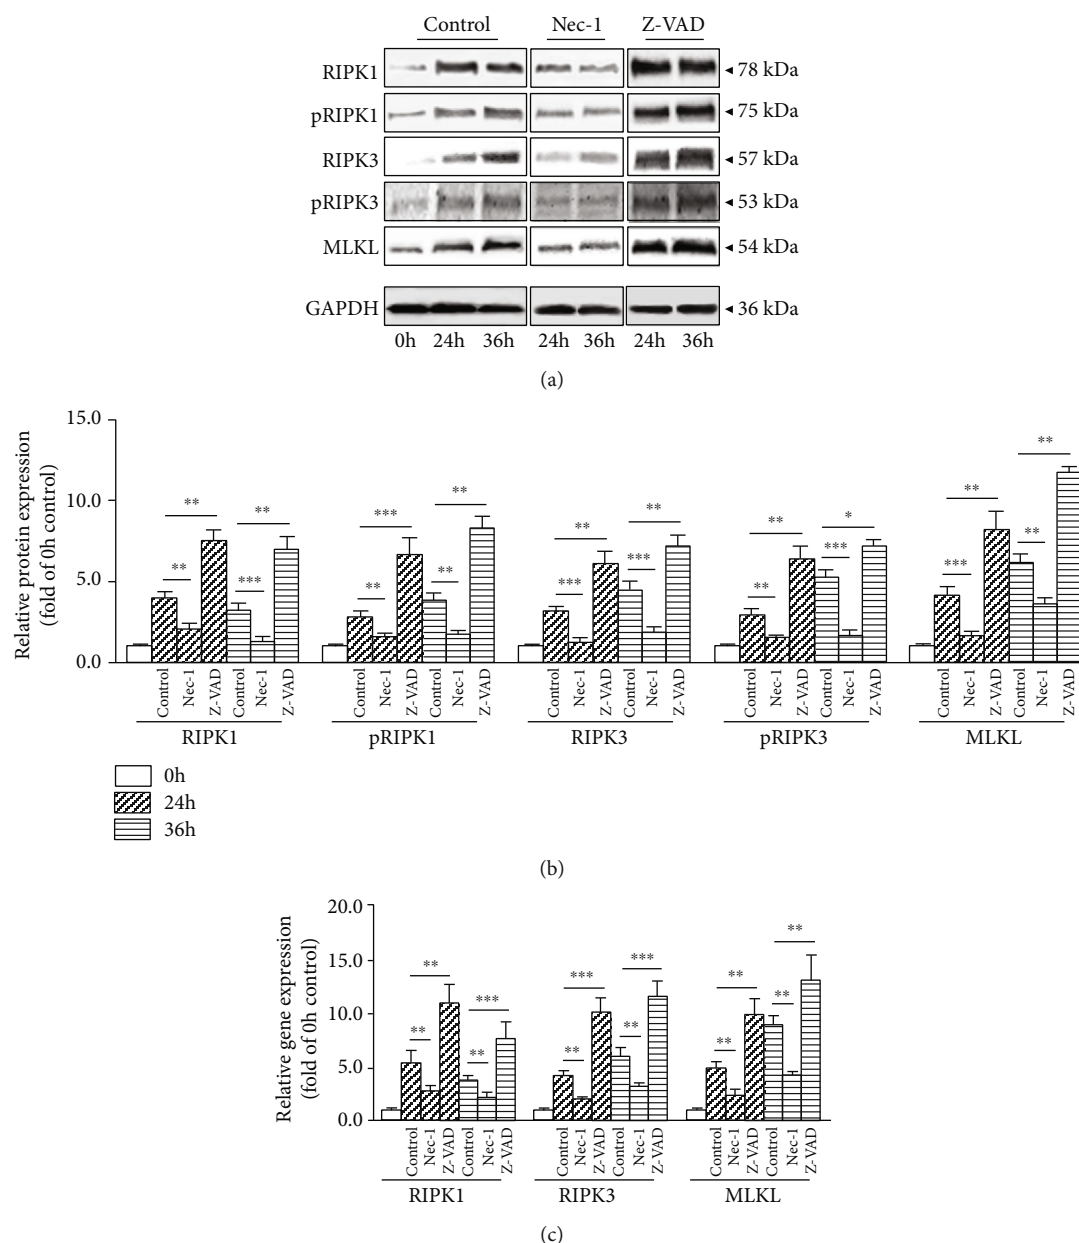 Control Nec-1 Z-VAD
RIPK1 78 kDa
pRIPK1 75 kDa
RIPK3 57 kDa
pRIPK3 53 kDa
MLKL 54 kDa
GAPDH 36 kDa
0h 24h 36h 24h 36h 24h 36h
(a)
Relative protein expression
(fold of 0h control)
15.0
10.0
5.0
0.0
** ** *** **
** *** ** **
*** ** *** **
** ** *** *
*** ** ** **
Control Nec-1 Z-VAD Control Nec-1 Z-VAD
Control Nec-1 Z-VAD Control Nec-1 Z-VAD
Control Nec-1 Z-VAD Control Nec-1 Z-VAD
Control Nec-1 Z-VAD Control Nec-1 Z-VAD
Control Nec-1 Z-VAD Control Nec-1 Z-VAD
RIPK1 pRIPK1 RIPK3 pRIPK3 MLKL
0h
24h
36h
(b)
Relative gene expression
(fold of 0h control)
20.0
15.0
10.0
5.0
0.0
** ** ** ***
** *** ** ***
** ** ** **
Control Nec-1 Z-VAD Control Nec-1 Z-VAD
Control Nec-1 Z-VAD Control Nec-1 Z-VAD
Control Nec-1 Z-VAD Control Nec-1 Z-VAD
RIPK1 RIPK3 MLKL
(c)